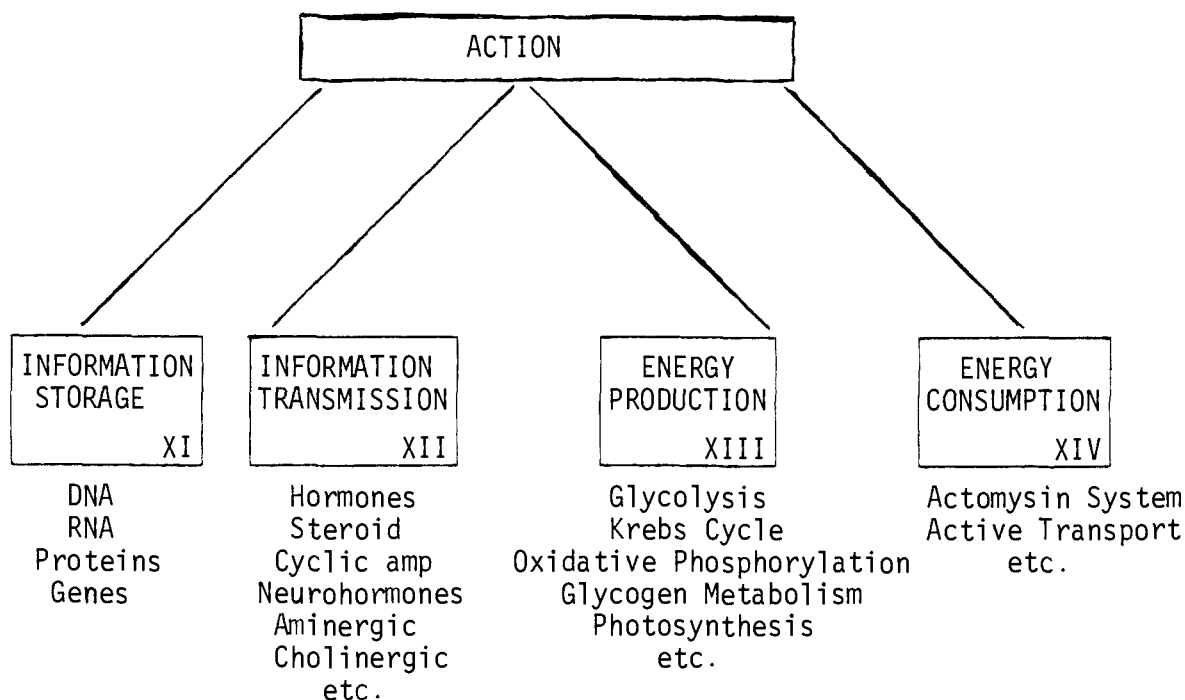 ACTION
INFORMATION
STORAGE
XI
DNA
RNA
Proteins
Genes
INFORMATION
TRANSMISSION
XII
Hormones
Steroid
Cyclic amp
Neurohormones
Aminergic
Cholinergic
etc.
ENERGY
PRODUCTION
XIII
Glycolysis
Krebs Cycle
Oxidative Phosphorylation
Glycogen Metabolism
Photosynthesis
etc.
ENERGY
CONSUMPTION
XIV
Actomysin System
Active Transport
etc.